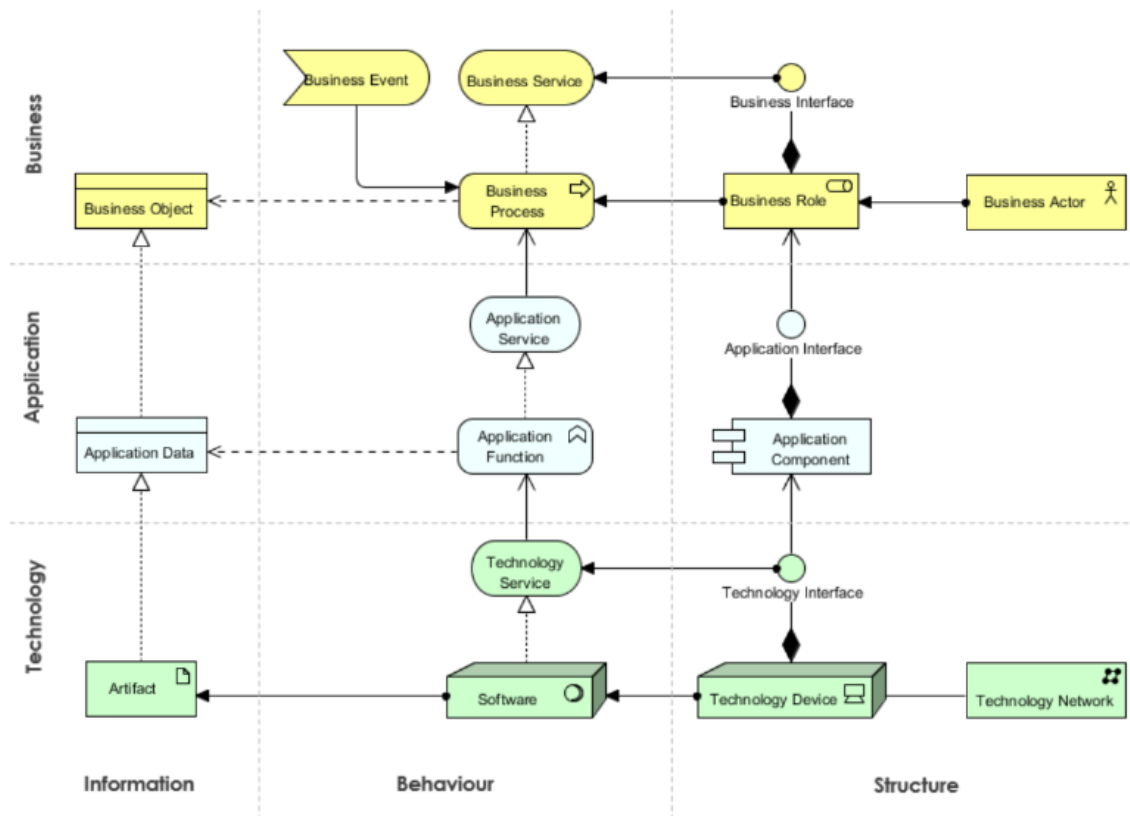 Business
Business Event
Business Service
Business Interface
Business Object
Business
Process
Business Role
Business Actor
Application
Application
Service
Application Interface
Application Data
Application
Function
Application
Component
Technology
Technology
Service
Technology Interface
Artifact
Software
Technology Device
Technology Network
Information
Behaviour
Structure